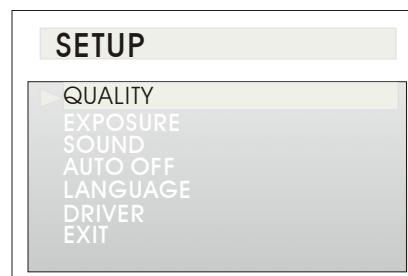 SETUP
QUALITY
EXPOSURE
SOUND
AUTO OFF
LANGUAGE
DRIVER
EXIT